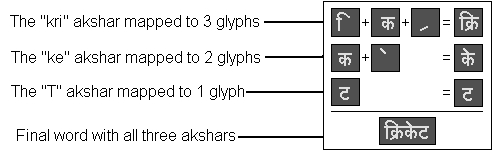 The "kri" akshar mapped to 3 glyphs ि + क + ्र = क्रि
The "ke" akshar mapped to 2 glyphs क + े = के
The "T" akshar mapped to 1 glyph ट = ट
Final word with all three akshars क्रिकेट